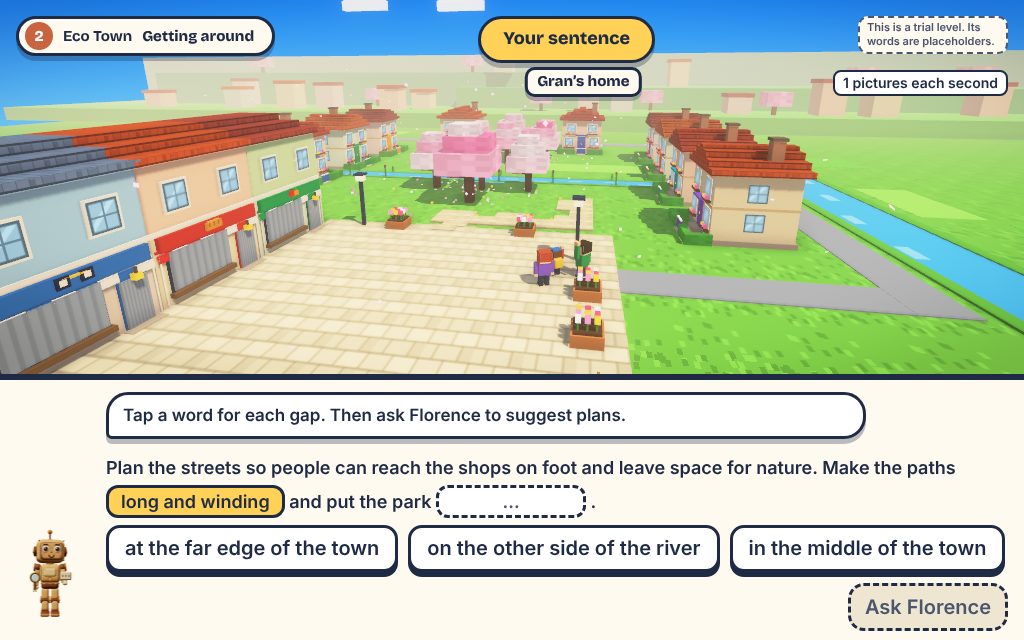 2 Eco Town Getting around
Your sentence
This is a trial level. Its
words are placeholders.
Gran's home
1 pictures each second
Tap a word for each gap. Then ask Florence to suggest plans.
Plan the streets so people can reach the shops on foot and leave space for nature. Make the paths
long and winding and put the park ... .
at the far edge of the town
on the other side of the river
in the middle of the town
Ask Florence